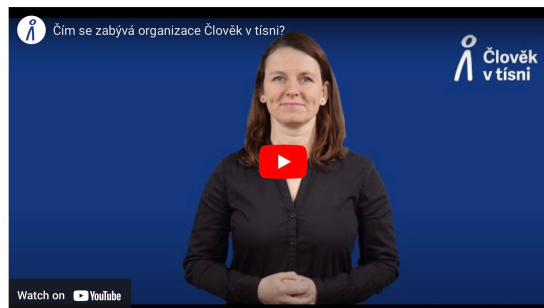 Čím se zabývá organizace Člověk v tísni?
Člověk
v tísni
Watch on YouTube